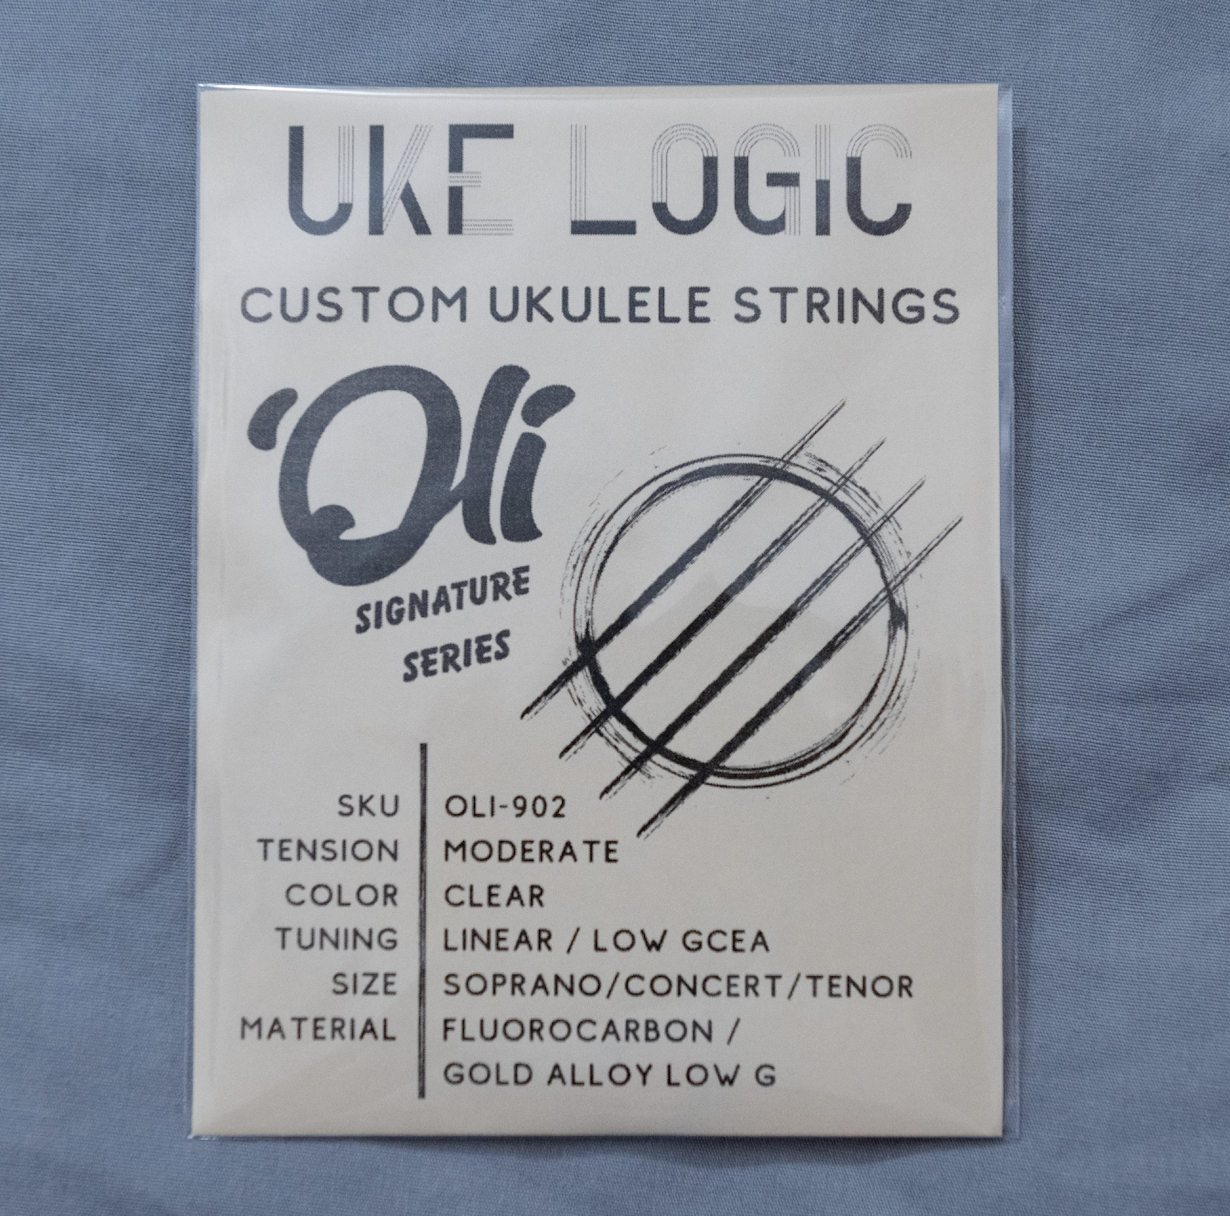 UKE LOGIC
CUSTOM UKULELE STRINGS
'Oli
SIGNATURE
SERIES
SKU OLI-902
TENSION MODERATE
COLOR CLEAR
TUNING LINEAR / LOW GCEA
SIZE SOPRANO/CONCERT/TENOR
MATERIAL FLUOROCARBON /
GOLD ALLOY LOW G